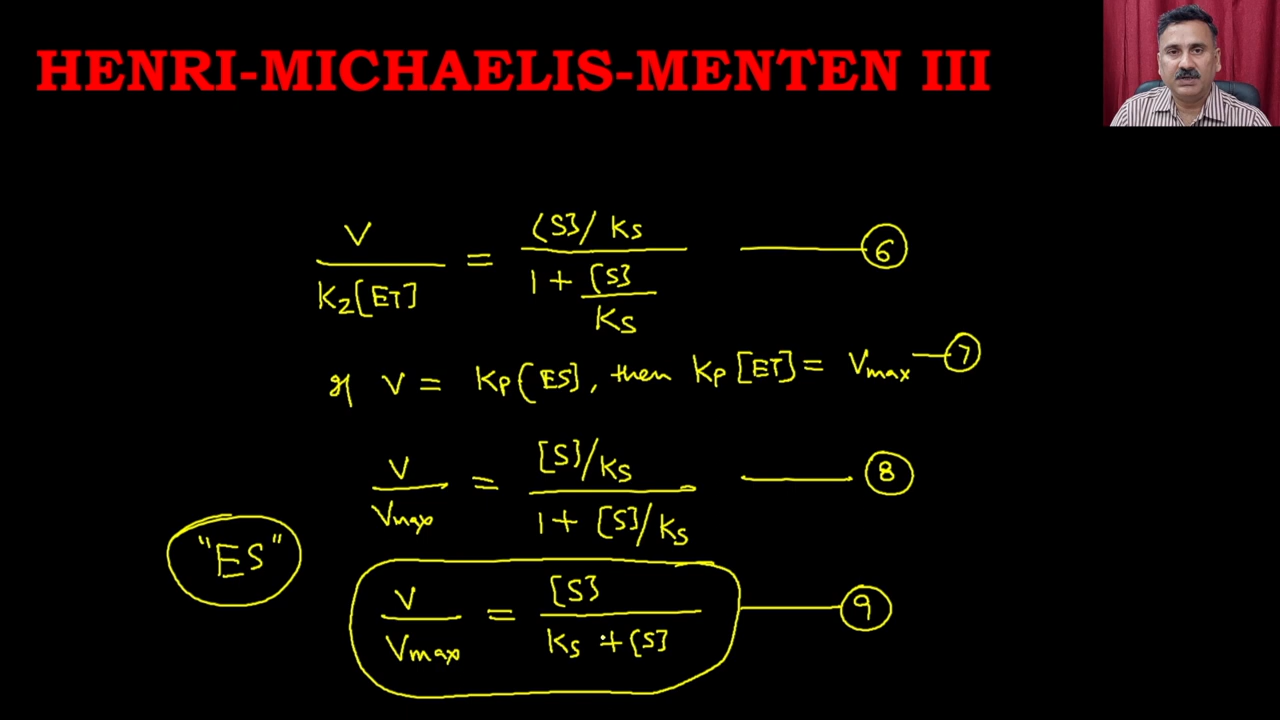 HENRI-MICHAELIS-MENTEN III
V / K2[ET] = [S]/Ks / 1 + [S]/Ks — 6
If V = Kp[ES], then Kp[ET] = Vmax — 7
V / Vmax = [S]/Ks / 1 + [S]/Ks — 8
"ES"
V / Vmax = [S] / Ks + [S] — 9